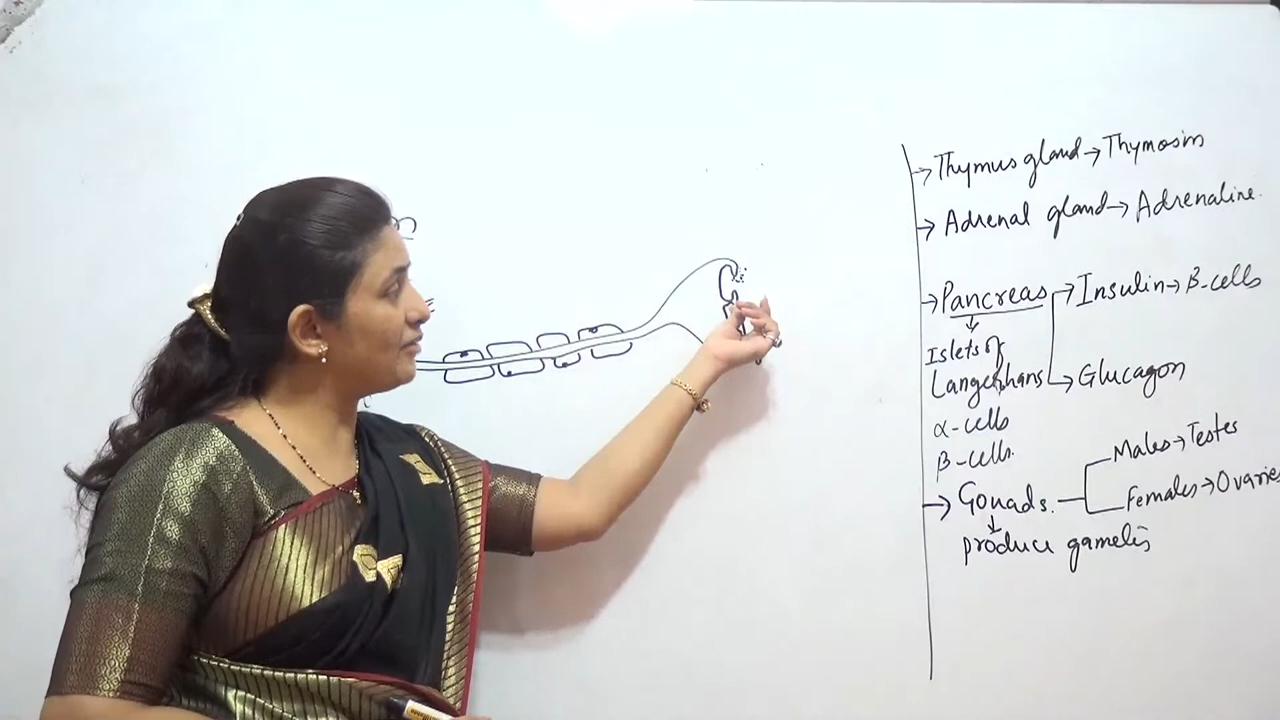 → Thymus gland → Thymosin
→ Adrenal gland → Adrenaline.
→ Pancreas → Insulin → β-cells
Islets of
Langerhans → Glucagon
α-cells
β-cells.
→ Gonads. Males → Testes
Females → Ovaries
produce gametes